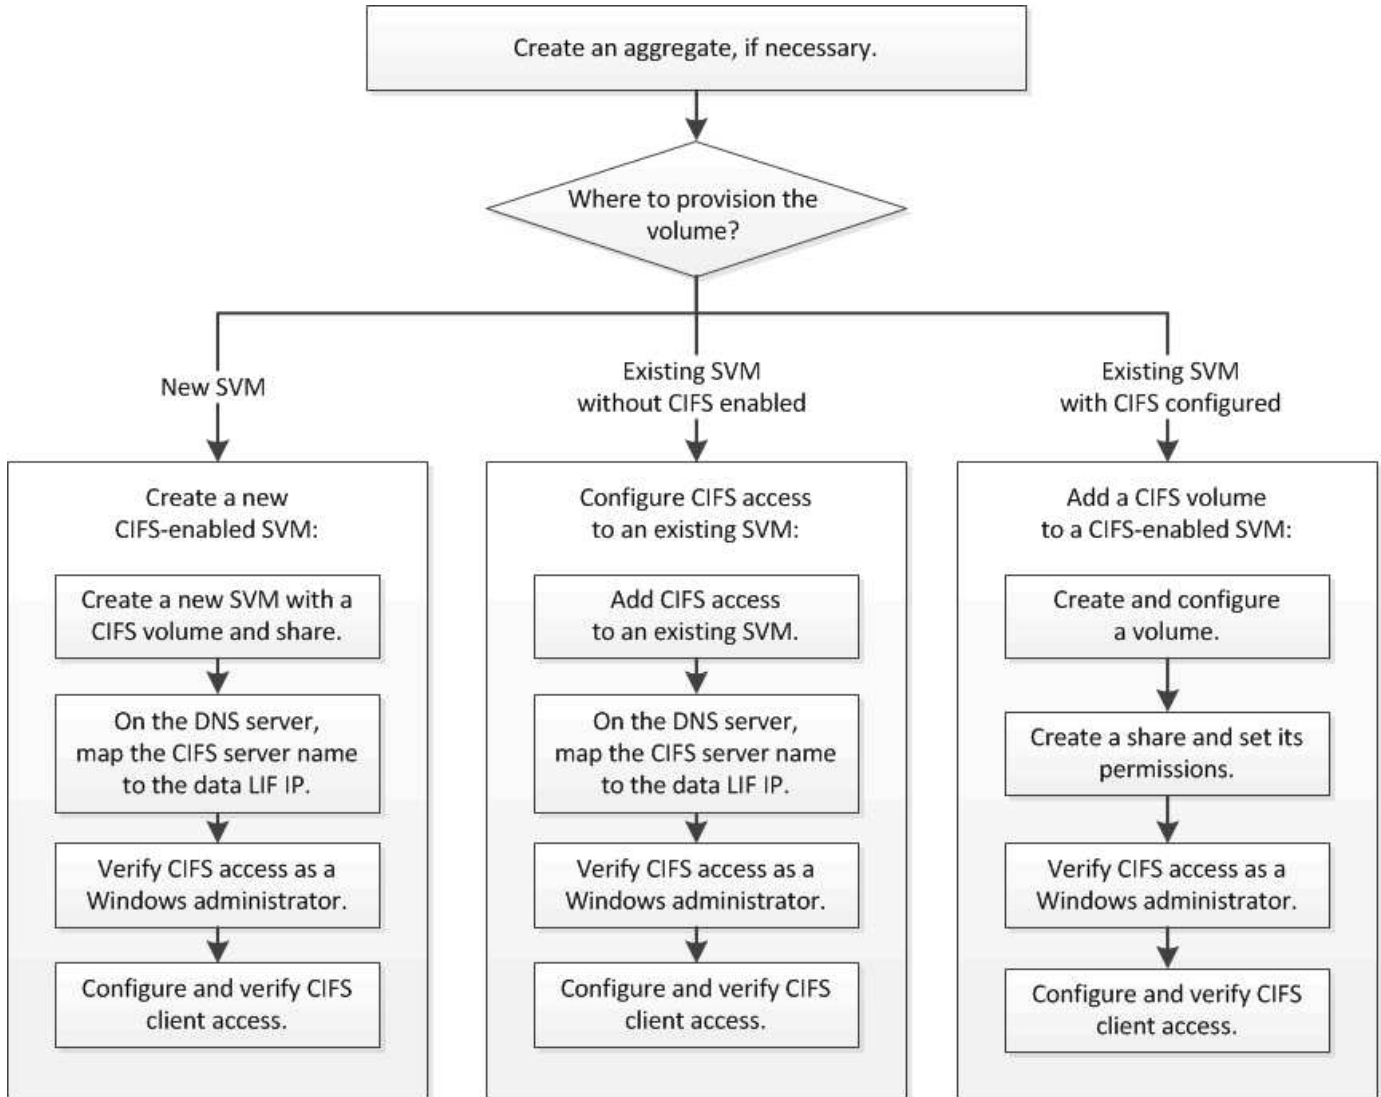 Create an aggregate, if necessary.
Where to provision the
volume?
New SVM
Existing SVM
without CIFS enabled
Existing SVM
with CIFS configured
Create a new
CIFS-enabled SVM:
Create a new SVM with a
CIFS volume and share.
On the DNS server,
map the CIFS server name
to the data LIF IP.
Verify CIFS access as a
Windows administrator.
Configure and verify CIFS
client access.
Configure CIFS access
to an existing SVM:
Add CIFS access
to an existing SVM.
On the DNS server,
map the CIFS server name
to the data LIF IP.
Verify CIFS access as a
Windows administrator.
Configure and verify CIFS
client access.
Add a CIFS volume
to a CIFS-enabled SVM:
Create and configure
a volume.
Create a share and set its
permissions.
Verify CIFS access as a
Windows administrator.
Configure and verify CIFS
client access.